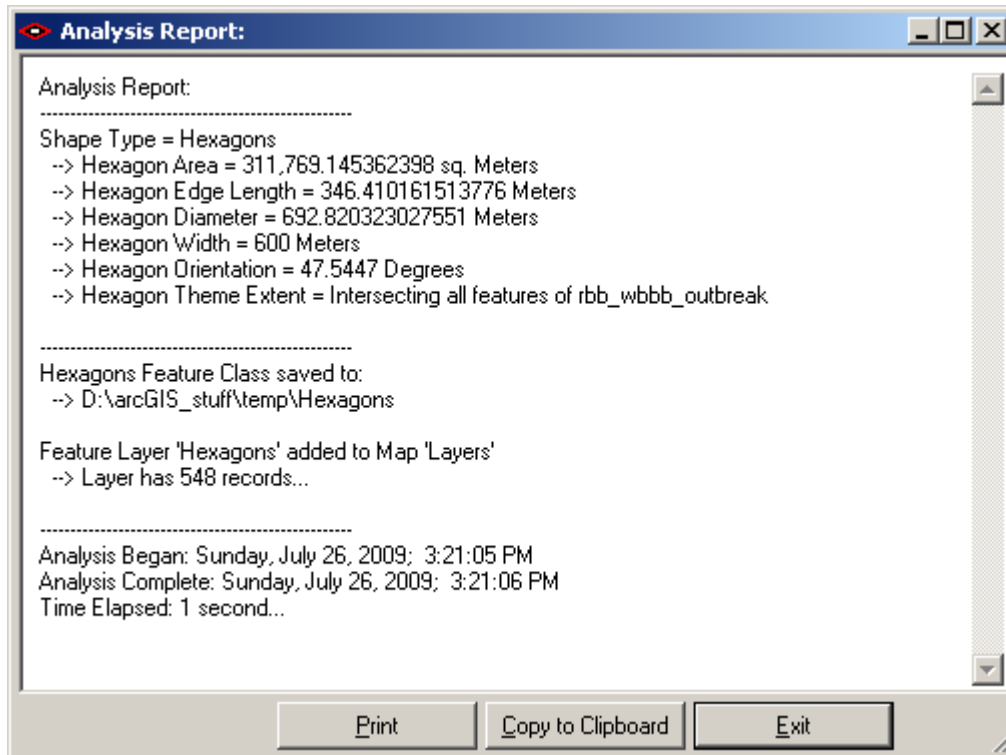 Analysis Report:
Analysis Report:
----------------------------------------------------
Shape Type = Hexagons
--> Hexagon Area = 311,769.145362398 sq. Meters
--> Hexagon Edge Length = 346.410161513776 Meters
--> Hexagon Diameter = 692.820323027551 Meters
--> Hexagon Width = 600 Meters
--> Hexagon Orientation = 47.5447 Degrees
--> Hexagon Theme Extent = Intersecting all features of rbb_wbbb_outbreak
----------------------------------------------------
Hexagons Feature Class saved to:
--> D:\arcGIS_stuff\temp\Hexagons
Feature Layer 'Hexagons' added to Map 'Layers'
--> Layer has 548 records...
----------------------------------------------------
Analysis Began: Sunday, July 26, 2009;  3:21:05 PM
Analysis Complete: Sunday, July 26, 2009;  3:21:06 PM
Time Elapsed: 1 second...
Print Copy to Clipboard Exit